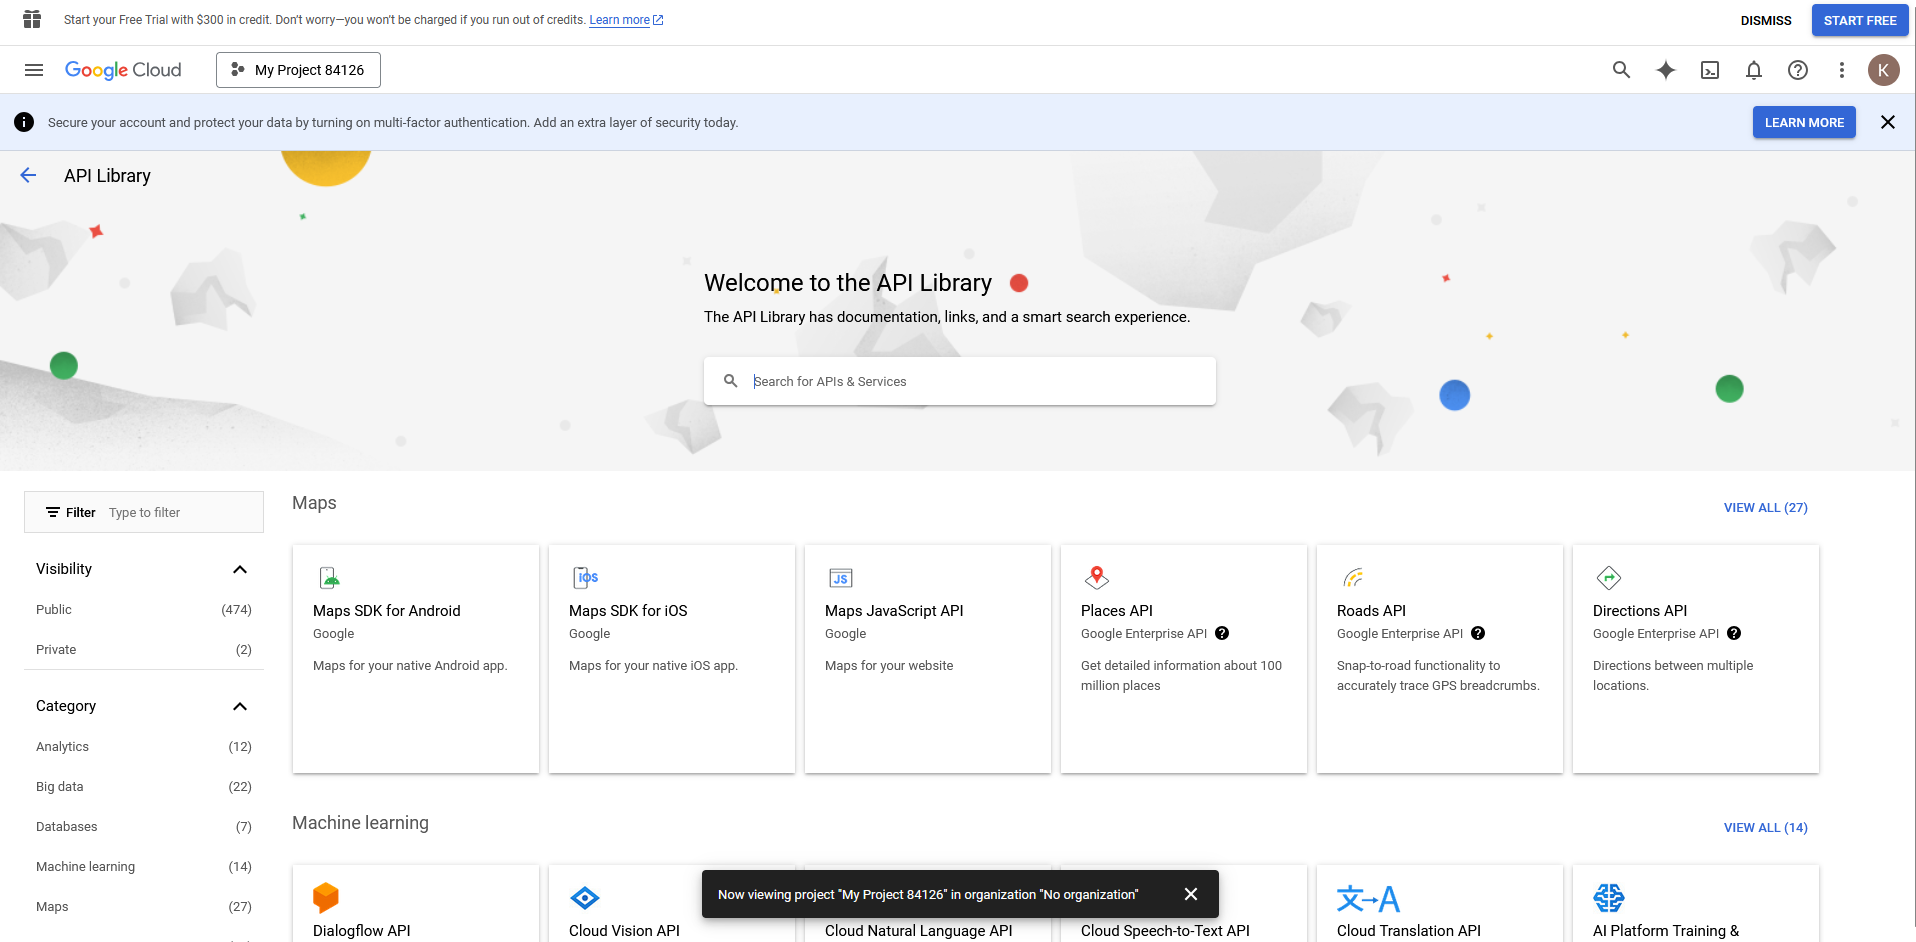 Start your Free Trial with $300 in credit. Don't worry—you won't be charged if you run out of credits. Learn more
DISMISS
START FREE
Google Cloud
My Project 84126
K
Secure your account and protect your data by turning on multi-factor authentication. Add an extra layer of security today.
LEARN MORE
API Library
Welcome to the API Library
The API Library has documentation, links, and a smart search experience.
Search for APIs & Services
Filter Type to filter
Visibility
Public (474)
Private (2)
Category
Analytics (12)
Big data (22)
Databases (7)
Machine learning (14)
Maps (27)
Maps
VIEW ALL (27)
Maps SDK for Android
Google
Maps for your native Android app.
iOS
Maps SDK for iOS
Google
Maps for your native iOS app.
JS
Maps JavaScript API
Google
Maps for your website
Places API
Google Enterprise API
Get detailed information about 100
million places
Roads API
Google Enterprise API
Snap-to-road functionality to
accurately trace GPS breadcrumbs.
Directions API
Google Enterprise API
Directions between multiple
locations.
Machine learning
VIEW ALL (14)
Dialogflow API
Cloud Vision API
Cloud Natural Language API
Cloud Speech-to-Text API
文→A
Cloud Translation API
AI Platform Training &
Now viewing project "My Project 84126" in organization "No organization"